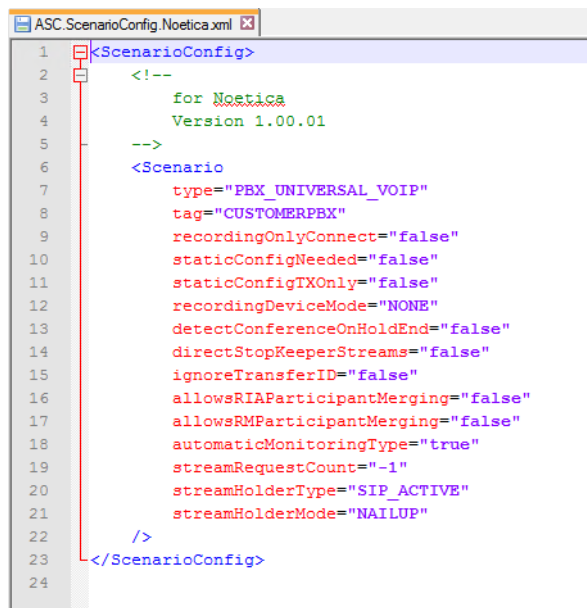 ASC.ScenarioConfig.Noetica.xml
1 <ScenarioConfig>
2 <!--
3 for Noetica
4 Version 1.00.01
5 -->
6 <Scenario
7 type="PBX_UNIVERSAL_VOIP"
8 tag="CUSTOMERPBX"
9 recordingOnlyConnect="false"
10 staticConfigNeeded="false"
11 staticConfigTXOnly="false"
12 recordingDeviceMode="NONE"
13 detectConferenceOnHoldEnd="false"
14 directStopKeeperStreams="false"
15 ignoreTransferID="false"
16 allowsRIAParticipantMerging="false"
17 allowsRMParticipantMerging="false"
18 automaticMonitoringType="true"
19 streamRequestCount="-1"
20 streamHolderType="SIP_ACTIVE"
21 streamHolderMode="NAILUP"
22 />
23 </ScenarioConfig>
24